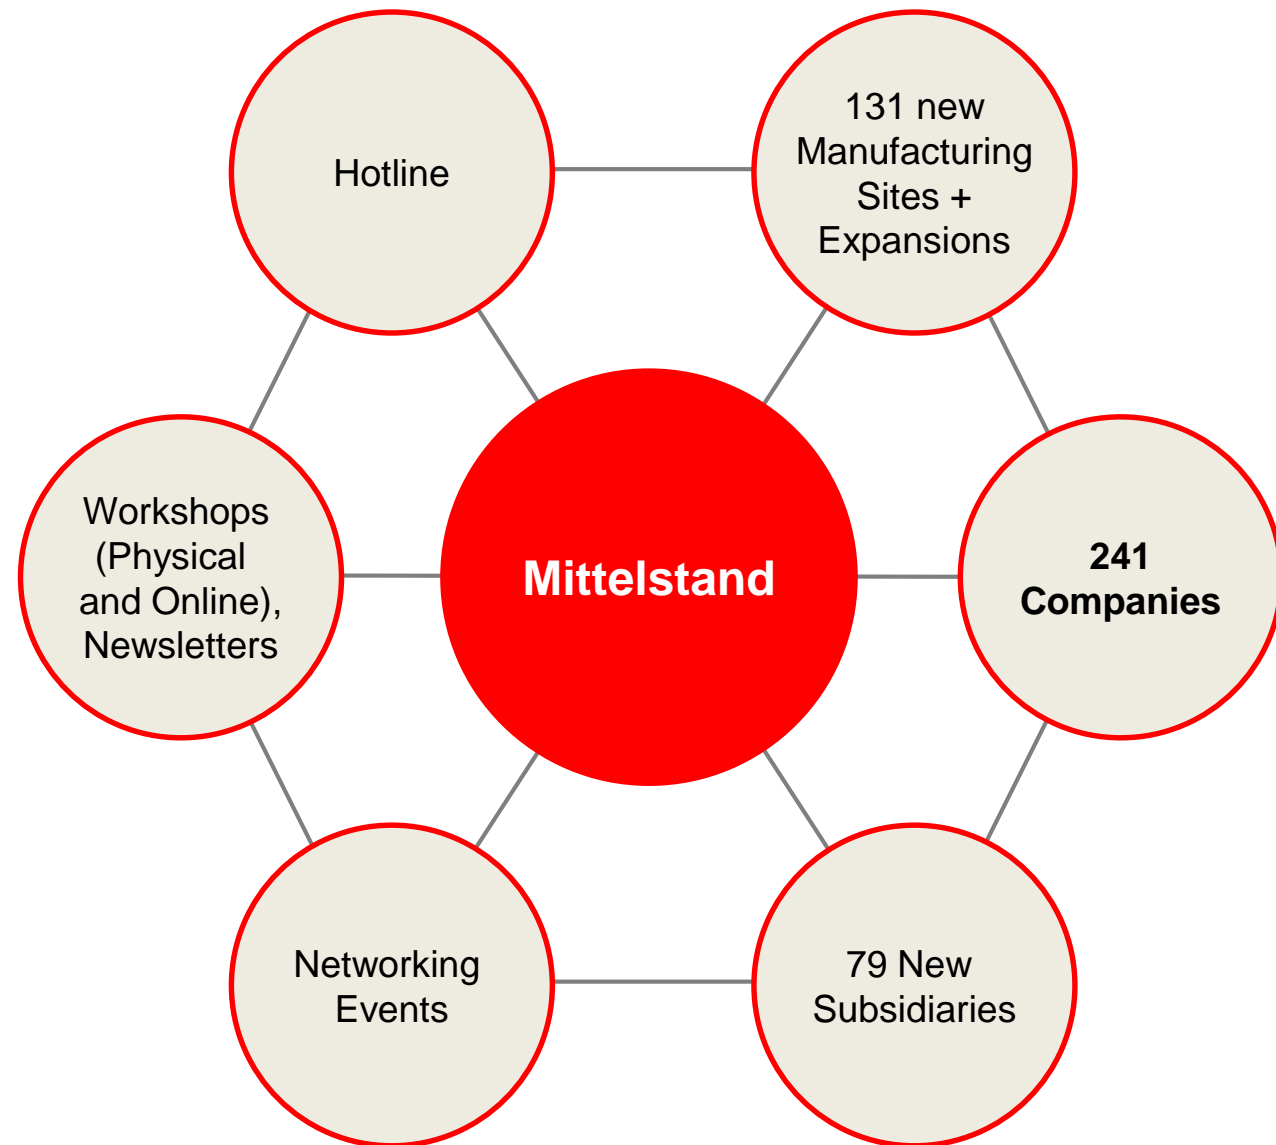 Hotline
131 new
Manufacturing
Sites +
Expansions
Workshops
(Physical
and Online),
Newsletters
Mittelstand
241
Companies
Networking
Events
79 New
Subsidiaries